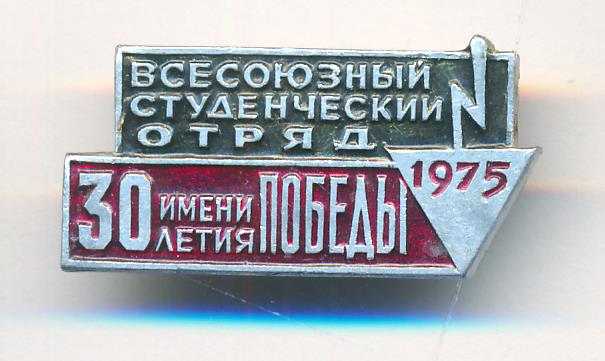 ВСЕСОЮЗНЫЙ
СТУДЕНЧЕСКИЙ
ОТРЯД
ИМЕНИ
30 ЛЕТИЯ ПОБЕДЫ
1975